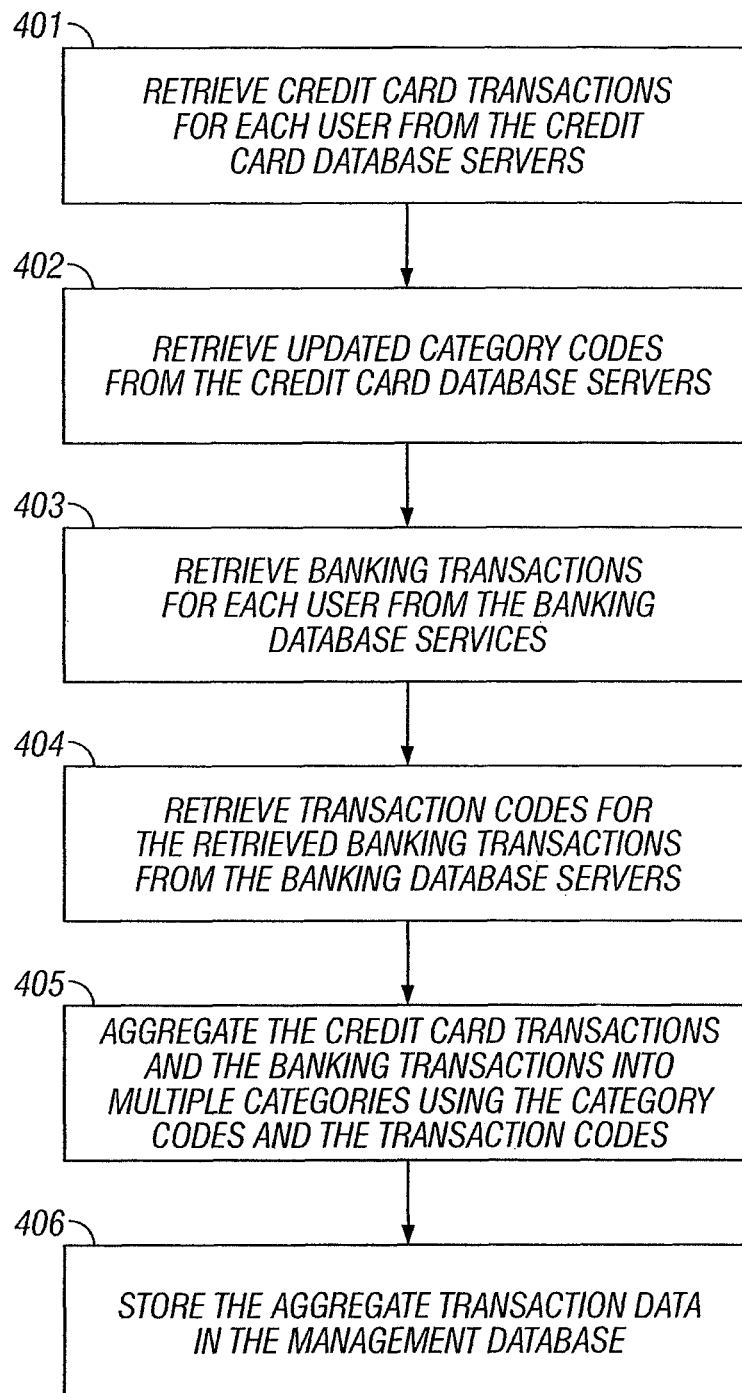 401
RETRIEVE CREDIT CARD TRANSACTIONS
FOR EACH USER FROM THE CREDIT
CARD DATABASE SERVERS
402
RETRIEVE UPDATED CATEGORY CODES
FROM THE CREDIT CARD DATABASE SERVERS
403
RETRIEVE BANKING TRANSACTIONS
FOR EACH USER FROM THE BANKING
DATABASE SERVICES
404
RETRIEVE TRANSACTION CODES FOR
THE RETRIEVED BANKING TRANSACTIONS
FROM THE BANKING DATABASE SERVERS
405
AGGREGATE THE CREDIT CARD TRANSACTIONS
AND THE BANKING TRANSACTIONS INTO
MULTIPLE CATEGORIES USING THE CATEGORY
CODES AND THE TRANSACTION CODES
406
STORE THE AGGREGATE TRANSACTION DATA
IN THE MANAGEMENT DATABASE